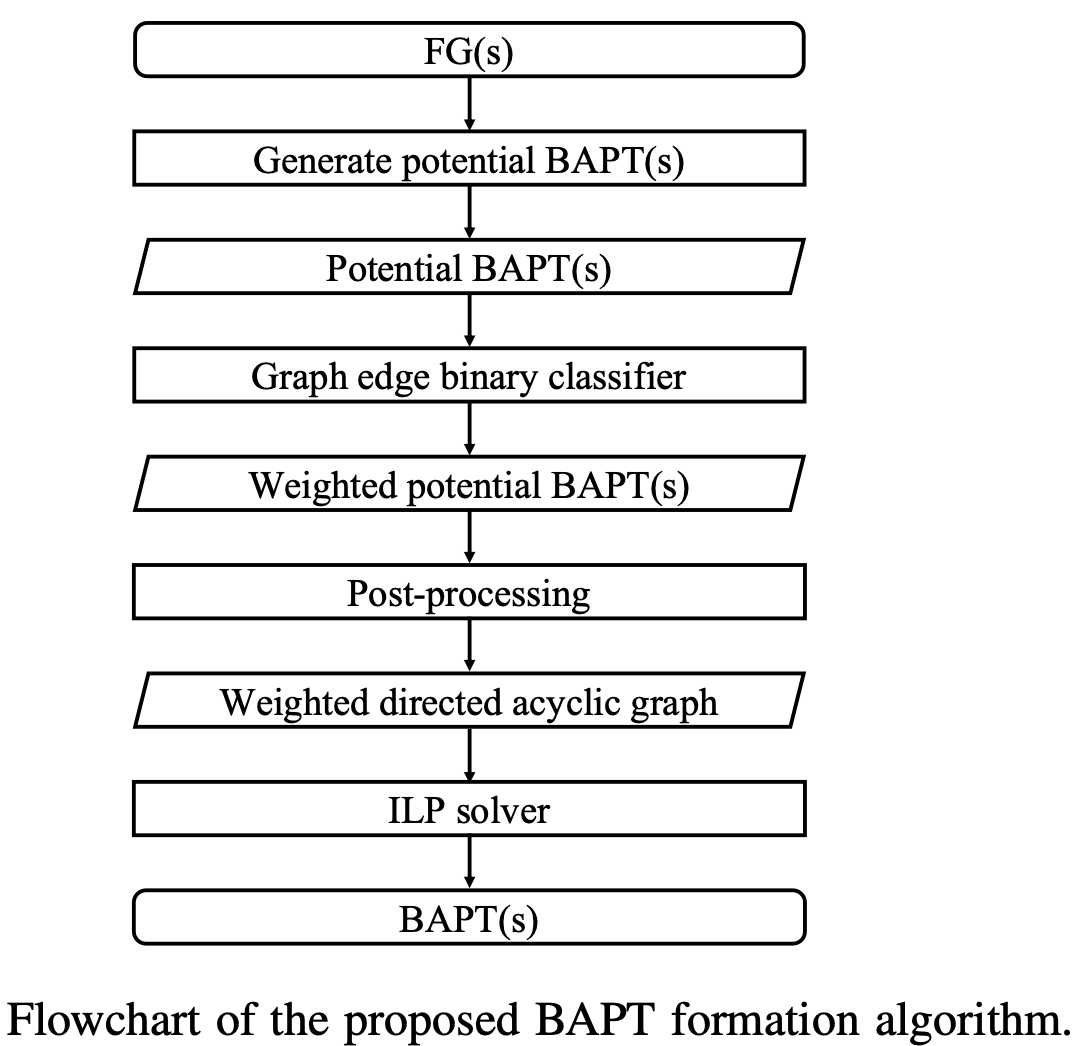 FG(s)
Generate potential BAPT(s)
Potential BAPT(s)
Graph edge binary classifier
Weighted potential BAPT(s)
Post-processing
Weighted directed acyclic graph
ILP solver
BAPT(s)
Flowchart of the proposed BAPT formation algorithm.